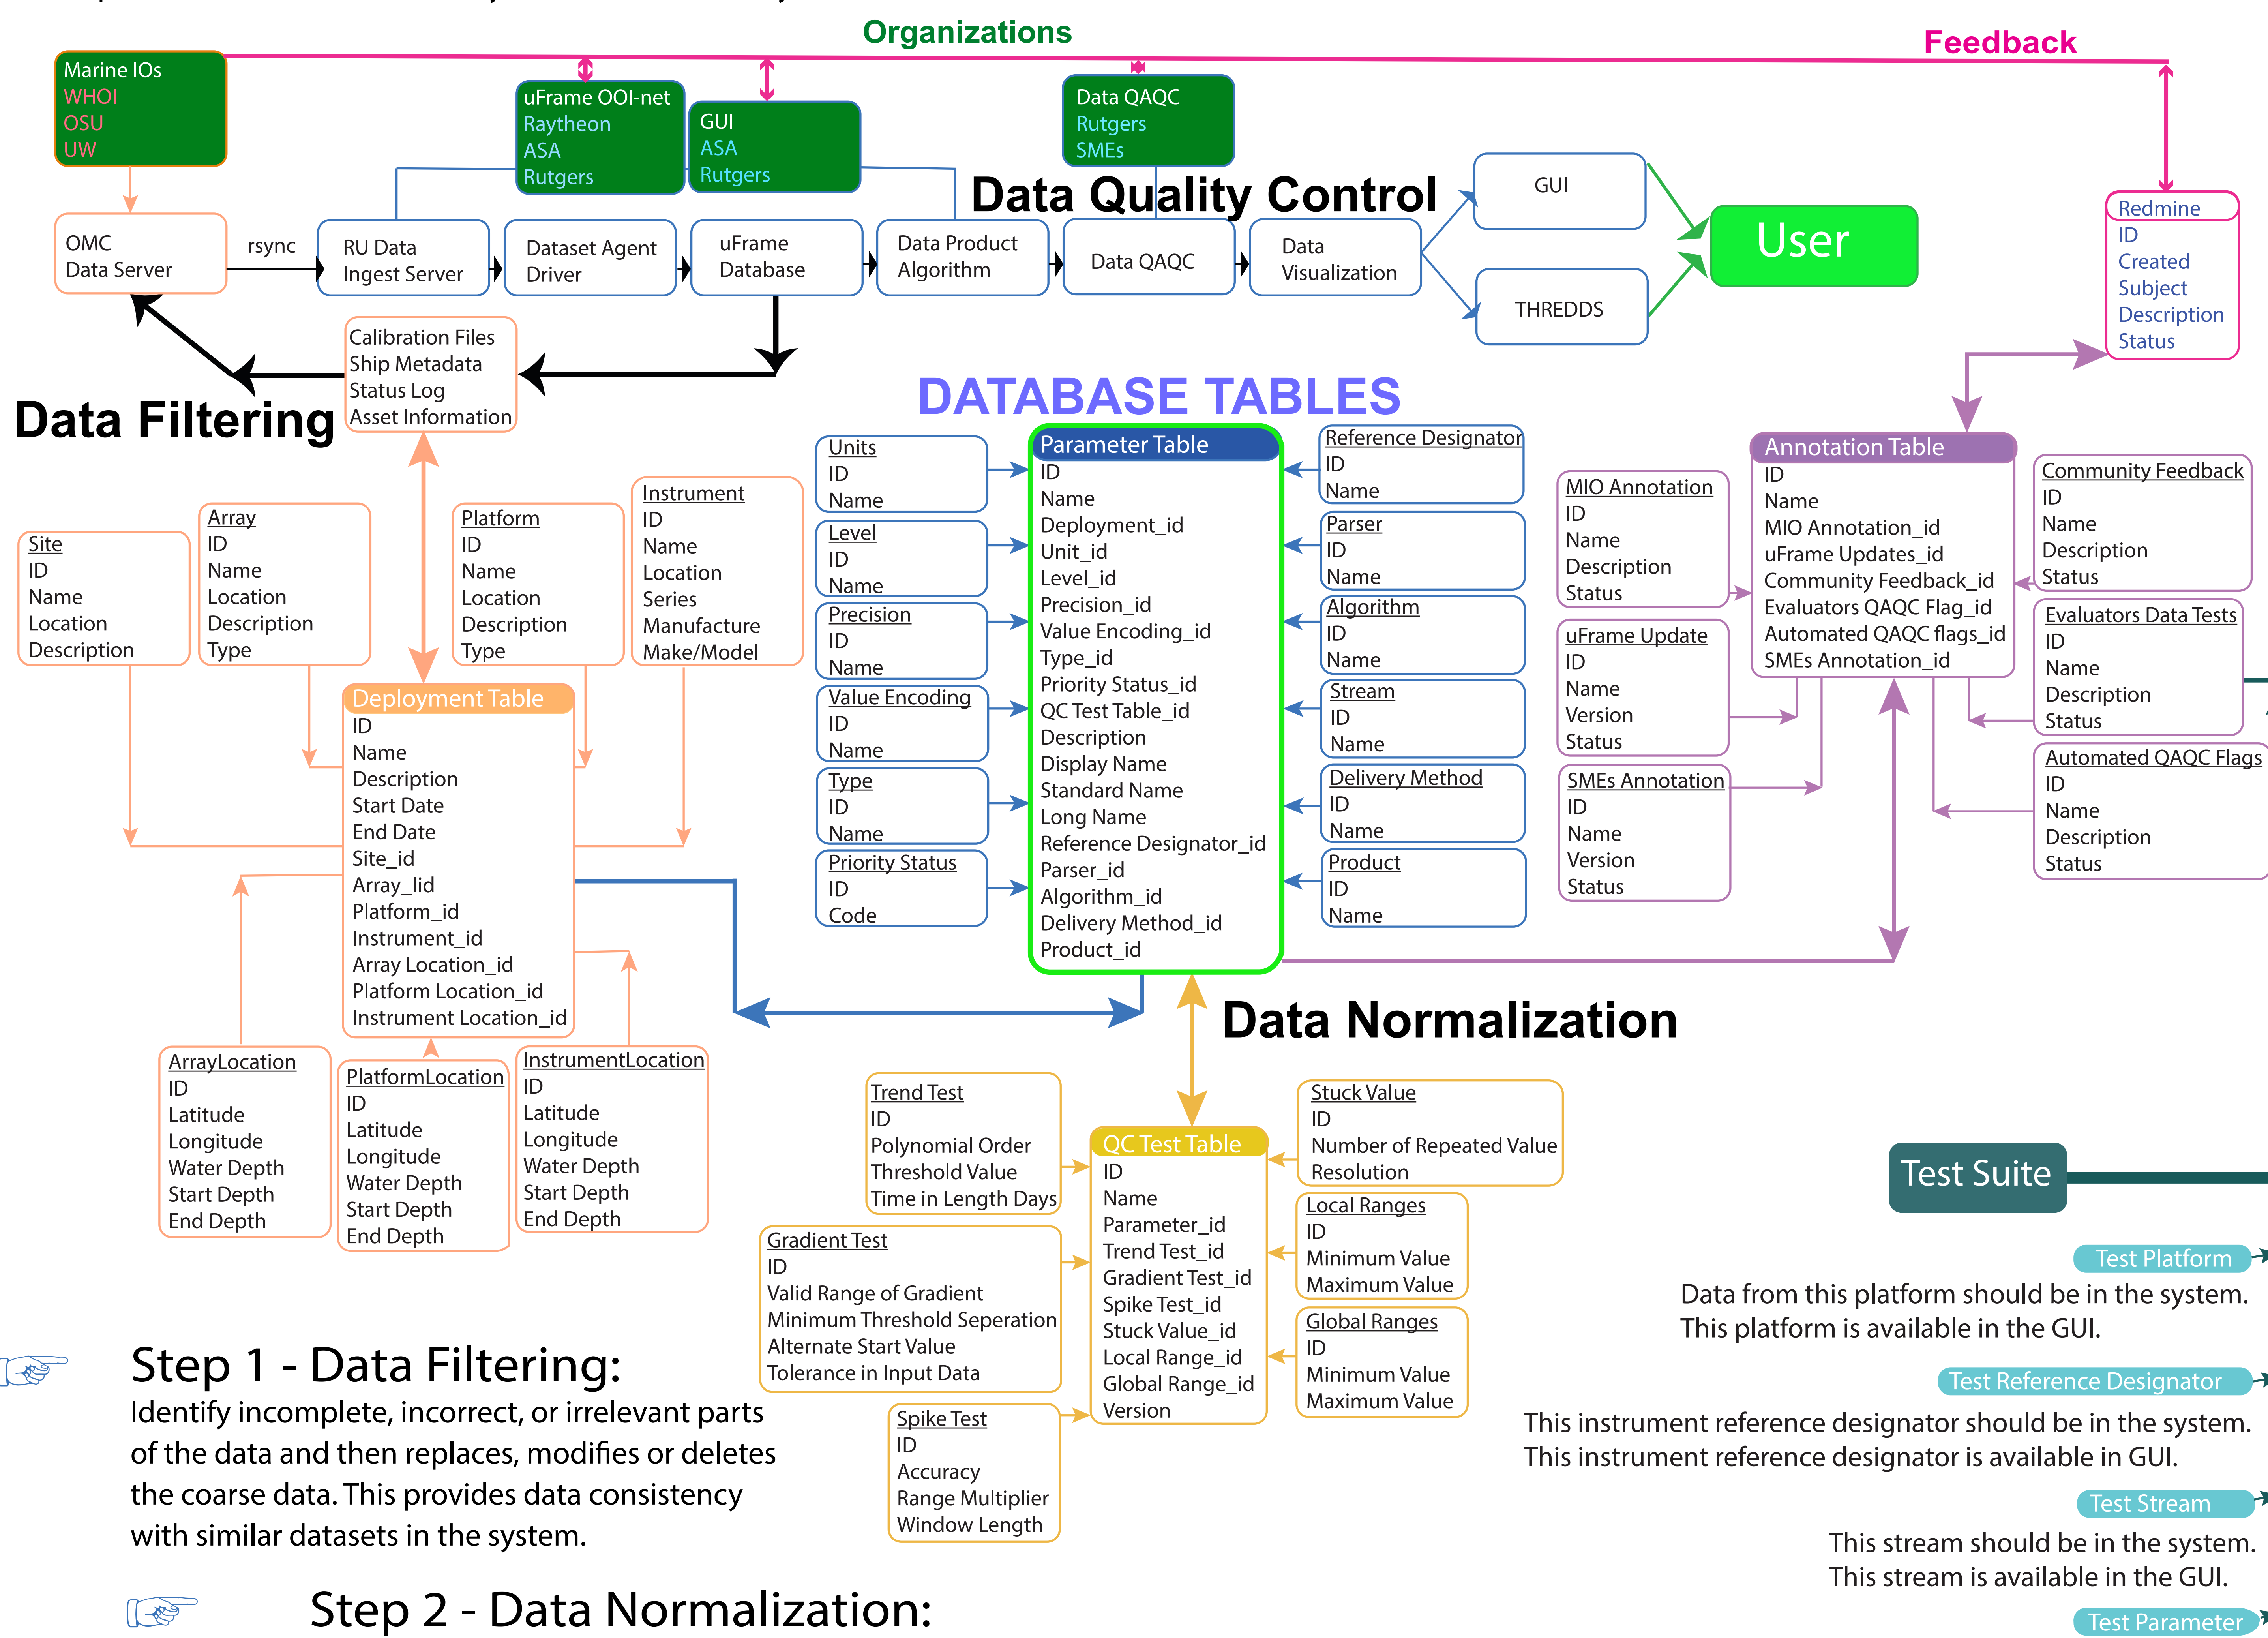 Organizations
Feedback
Marine IOs
WHOI
OSU
UW
uFrame OOI-net
Raytheon
ASA
Rutgers
GUI
ASA
Rutgers
Data QAQC
Rutgers
SMEs
Data Quality Control
OMC
Data Server
rsync
RU Data
Ingest Server
Dataset Agent
Driver
uFrame
Database
Data Product
Algorithm
Data QAQC
Data
Visualization
GUI
THREDDS
User
Redmine
ID
Created
Subject
Description
Status
Calibration Files
Ship Metadata
Status Log
Asset Information
Data Filtering
DATABASE TABLES
Site
ID
Name
Location
Description
Array
ID
Name
Location
Description
Type
Platform
ID
Name
Location
Description
Type
Instrument
ID
Name
Location
Series
Manufacture
Make/Model
Deployment Table
ID
Name
Description
Start Date
End Date
Site_id
Array_lid
Platform_id
Instrument_id
Array Location_id
Platform Location_id
Instrument Location_id
ArrayLocation
ID
Latitude
Longitude
Water Depth
Start Depth
End Depth
PlatformLocation
ID
Latitude
Longitude
Water Depth
Start Depth
End Depth
InstrumentLocation
ID
Latitude
Longitude
Water Depth
Start Depth
End Depth
Units
ID
Name
Level
ID
Name
Precision
ID
Name
Value Encoding
ID
Name
Type
ID
Name
Priority Status
ID
Code
Parameter Table
ID
Name
Deployment_id
Unit_id
Level_id
Precision_id
Value Encoding_id
Type_id
Priority Status_id
QC Test Table_id
Description
Display Name
Standard Name
Long Name
Reference Designator_id
Parser_id
Algorithm_id
Delivery Method_id
Product_id
Reference Designator
ID
Name
Parser
ID
Name
Algorithm
ID
Name
Stream
ID
Name
Delivery Method
ID
Name
Product
ID
Name
MIO Annotation
ID
Name
Description
Status
uFrame Update
ID
Name
Version
Status
SMEs Annotation
ID
Name
Version
Status
Annotation Table
ID
Name
MIO Annotation_id
uFrame Updates_id
Community Feedback_id
Evaluators QAQC Flag_id
Automated QAQC flags_id
SMEs Annotation_id
Community Feedback
ID
Name
Description
Status
Evaluators Data Tests
ID
Name
Description
Status
Automated QAQC Flags
ID
Name
Description
Status
Data Normalization
Trend Test
ID
Polynomial Order
Threshold Value
Time in Length Days
Gradient Test
ID
Valid Range of Gradient
Minimum Threshold Seperation
Alternate Start Value
Tolerance in Input Data
Spike Test
ID
Accuracy
Range Multiplier
Window Length
QC Test Table
ID
Name
Parameter_id
Trend Test_id
Gradient Test_id
Spike Test_id
Stuck Value_id
Local Range_id
Global Range_id
Version
Stuck Value
ID
Number of Repeated Value
Resolution
Local Ranges
ID
Minimum Value
Maximum Value
Global Ranges
ID
Minimum Value
Maximum Value
Test Suite
Test Platform
Data from this platform should be in the system.
This platform is available in the GUI.
Test Reference Designator
This instrument reference designator should be in the system.
This instrument reference designator is available in GUI.
Test Stream
This stream should be in the system.
This stream is available in the GUI.
Test Parameter
Step 1 - Data Filtering:
Identify incomplete, incorrect, or irrelevant parts
of the data and then replaces, modifies or deletes
the coarse data. This provides data consistency
with similar datasets in the system.
Step 2 - Data Normalization: